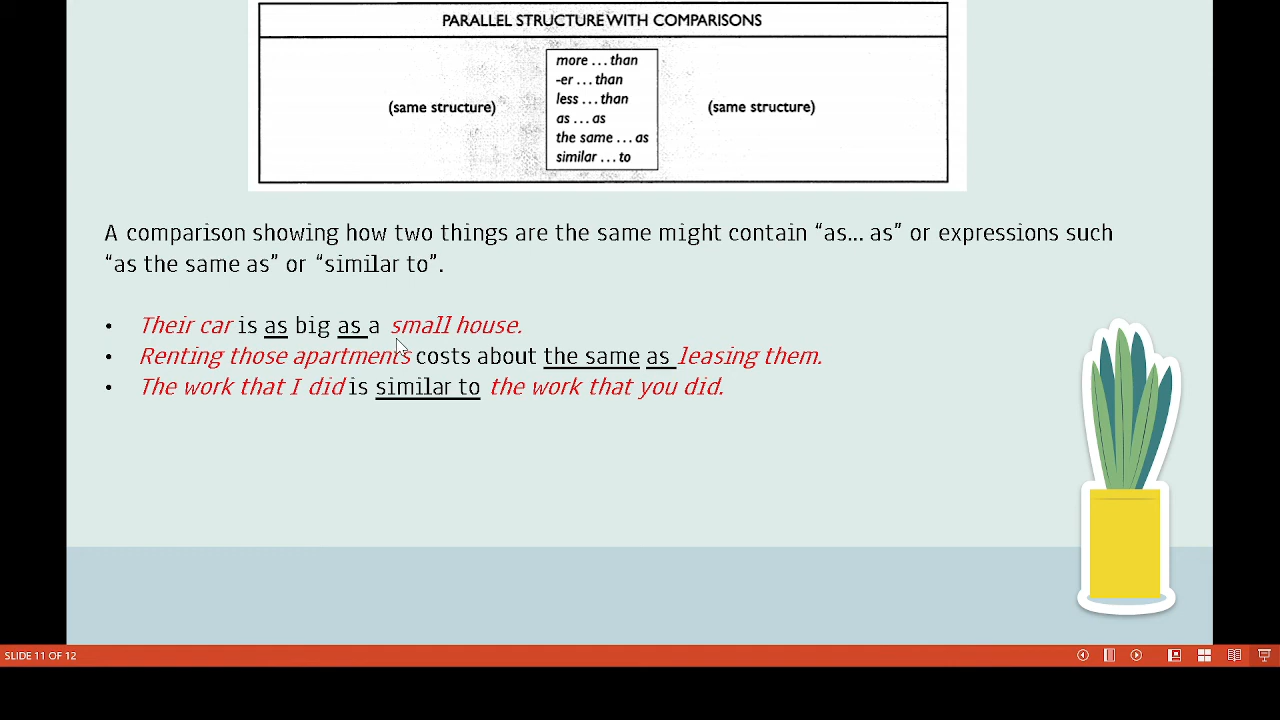 PARALLEL STRUCTURE WITH COMPARISONS
more ... than
-er ... than
less ... than
(same structure) (same structure)
as ... as
the same ... as
similar ... to
A comparison showing how two things are the same might contain “as... as” or expressions such
“as the same as” or “similar to”.
• Their car is as big as a small house.
• Renting those apartments costs about the same as leasing them.
• The work that I did is similar to the work that you did.
SLIDE 11 OF 12